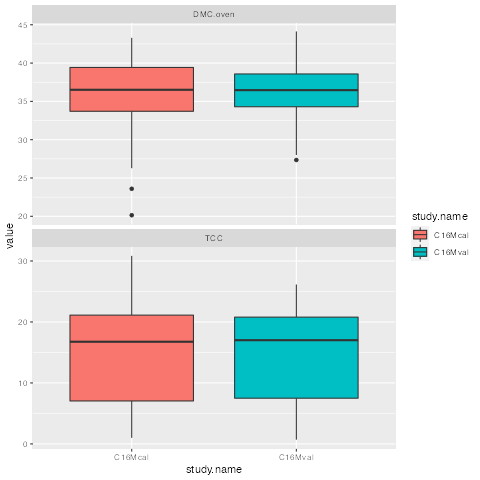 DMC.oven
45
40
35
30
25
20
TCC
30
20
10
0
value
C16Mcal
C16Mval
study.name
study.name
C16Mcal
C16Mval